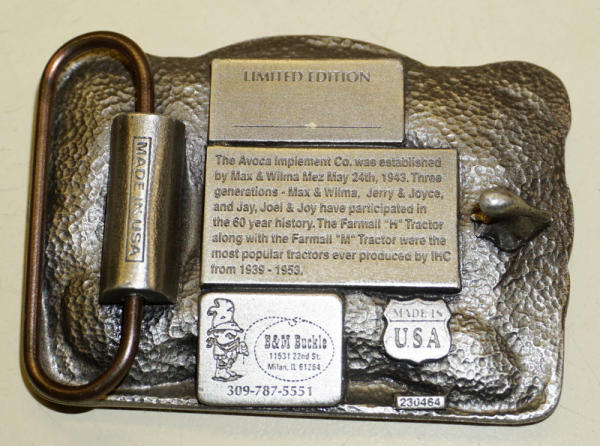 LIMITED EDITION
The Avoca Implement Co. was established
by Max & Wilma Mez May 24th, 1943. Three
generations - Max & Wilma, Jerry & Joyce,
and Jay, Joel & Joy have participated in
the 60 year history. The Farmall "H" Tractor
along with the Farmall "M" Tractor were the
most popular tractors ever produced by IHC
from 1939 - 1953.
MADE IN USA
B&M Buckle
11531 22nd St.
Milan, IL 61264
309-787-5551
MADE IN
U.S.A
230464